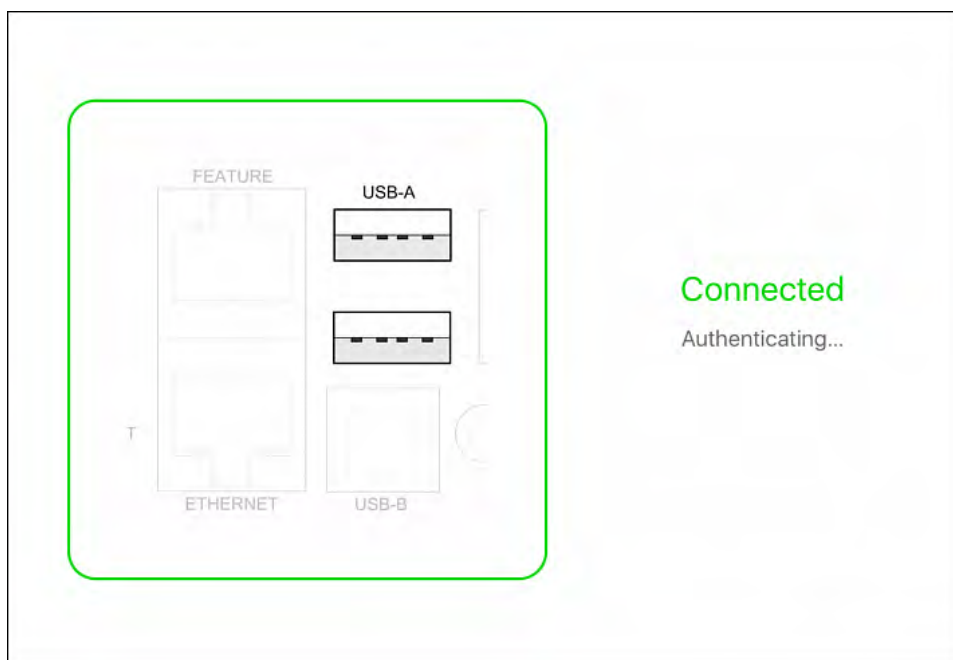 FEATURE
USB-A
T
ETHERNET
USB-B
Connected
Authenticating...